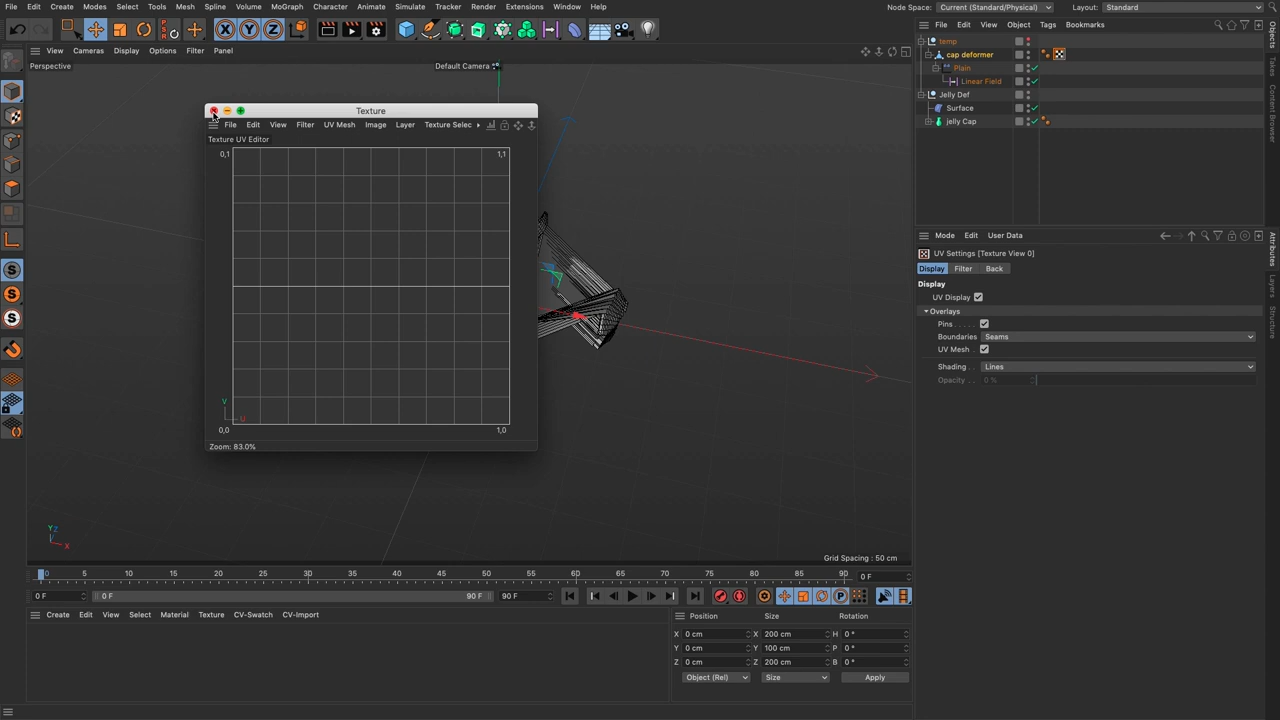 File Edit Create Modes Select Tools Mesh Spline Volume MoGraph Character Animate Simulate Tracker Render Extensions Window Help Node Space: Current (Standard/Physical) Layout: Standard
View Cameras Display Options Filter Panel
File Edit View Object Tags Bookmarks
Perspective
Default Camera
temp
cap deformer
Plain
Linear Field
Jelly Def
Surface
jelly Cap
Objects
Takes
Content Browser
Texture
File Edit View Filter UV Mesh Image Layer Texture Selec
Texture UV Editor
0,1 1,1
V
U
0,0 1,0
Zoom: 83.0%
Mode Edit User Data
UV Settings [Texture View 0]
Display Filter Back
Display
UV Display
Overlays
Pins
Boundaries Seams
UV Mesh
Shading Lines
Opacity 0 %
Attributes
Layers
Structure
Y Z
X
Grid Spacing : 50 cm
0 5 10 15 20 25 30 35 40 45 50 55 60 65 70 75 80 85 90 0 F
0 F 0 F 90 F 90 F
Create Edit View Select Material Texture CV-Swatch CV-Import
Position Size Rotation
X 0 cm X 200 cm H 0 °
Y 0 cm Y 100 cm P 0 °
Z 0 cm Z 200 cm B 0 °
Object (Rel) Size Apply